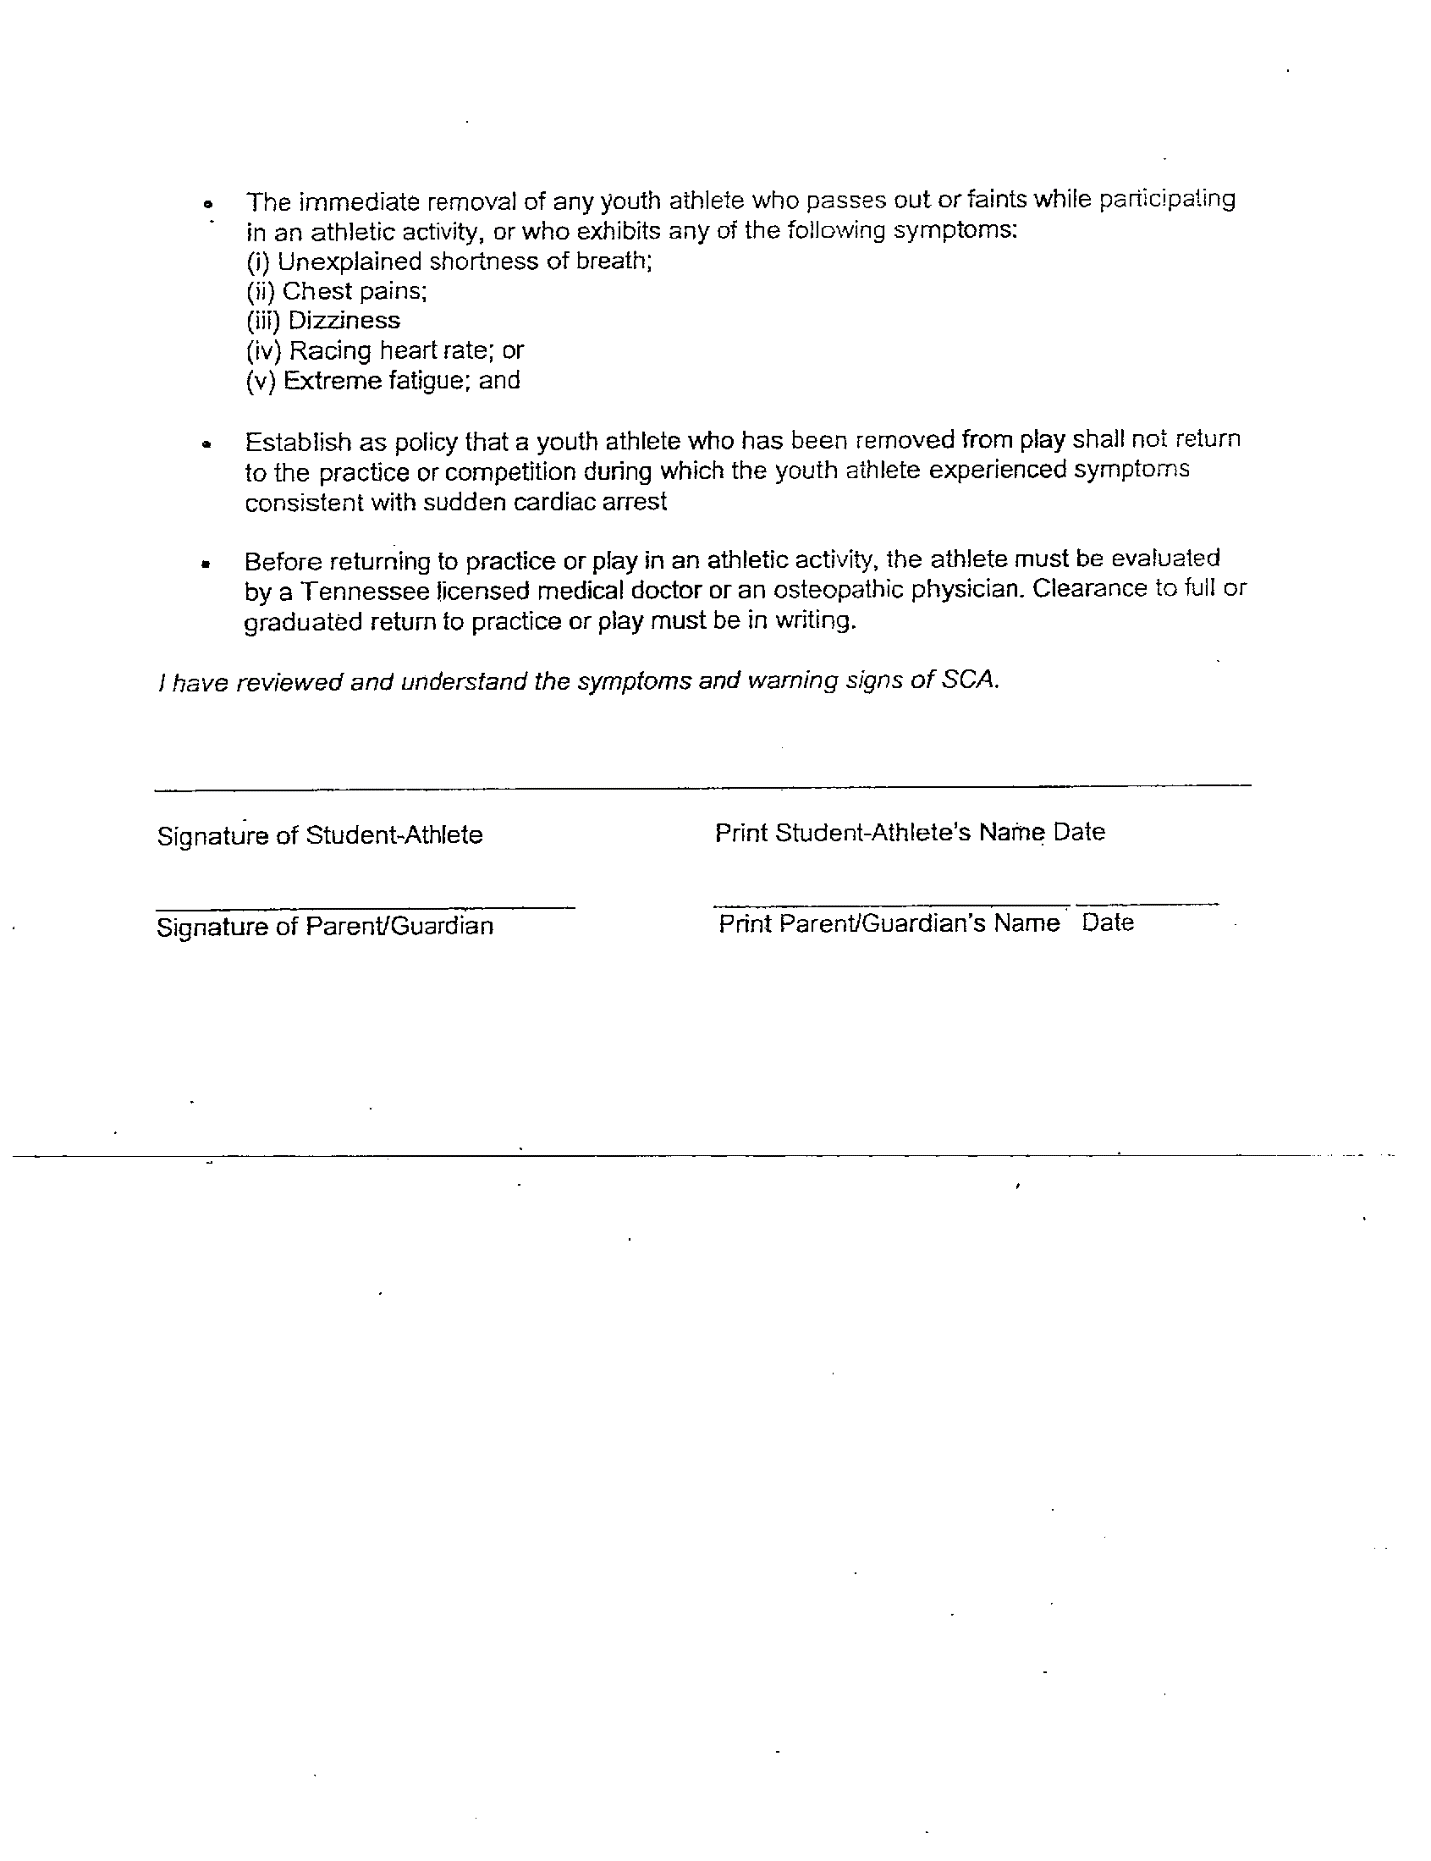 • The immediate removal of any youth athlete who passes out or faints while participating
in an athletic activity, or who exhibits any of the following symptoms:
(i) Unexplained shortness of breath;
(ii) Chest pains;
(iii) Dizziness
(iv) Racing heart rate; or
(v) Extreme fatigue; and
• Establish as policy that a youth athlete who has been removed from play shall not return
to the practice or competition during which the youth athlete experienced symptoms
consistent with sudden cardiac arrest
• Before returning to practice or play in an athletic activity, the athlete must be evaluated
by a Tennessee licensed medical doctor or an osteopathic physician. Clearance to full or
graduated return to practice or play must be in writing.
I have reviewed and understand the symptoms and warning signs of SCA.
Signature of Student-Athlete Print Student-Athlete's Name Date
Signature of Parent/Guardian Print Parent/Guardian's Name Date